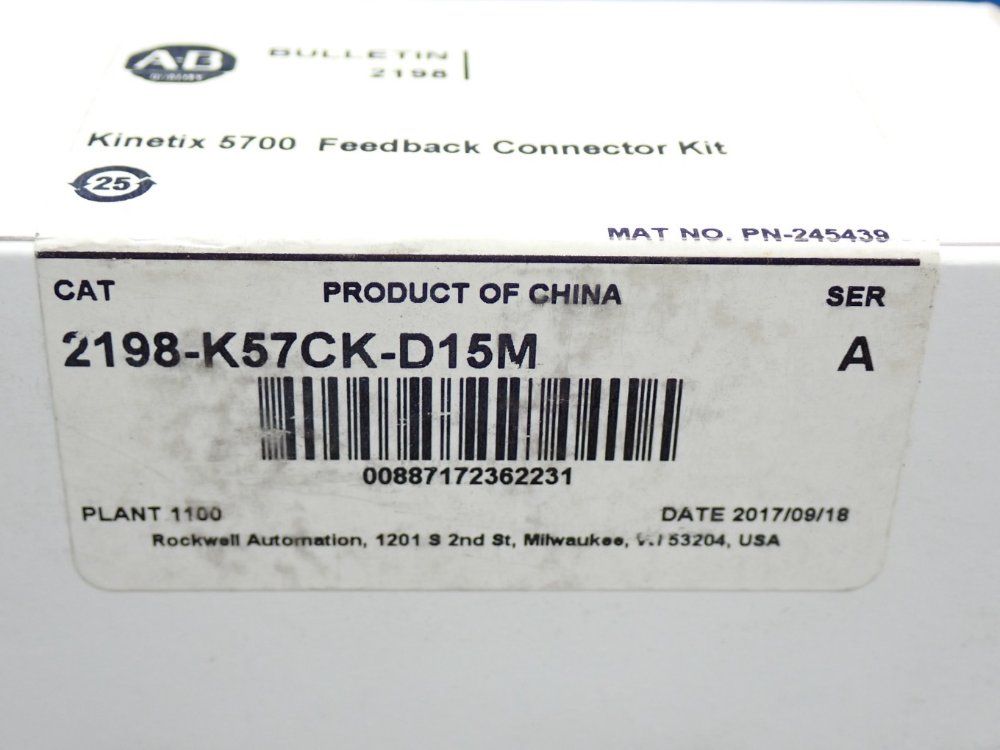 A-B
BULLETIN
2198
Kinetix 5700 Feedback Connector Kit
25
MAT NO. PN-245439
CAT PRODUCT OF CHINA SER
2198-K57CK-D15M A
00887172362231
PLANT 1100 DATE 2017/09/18
Rockwell Automation, 1201 S 2nd St, Milwaukee, 53204, USA